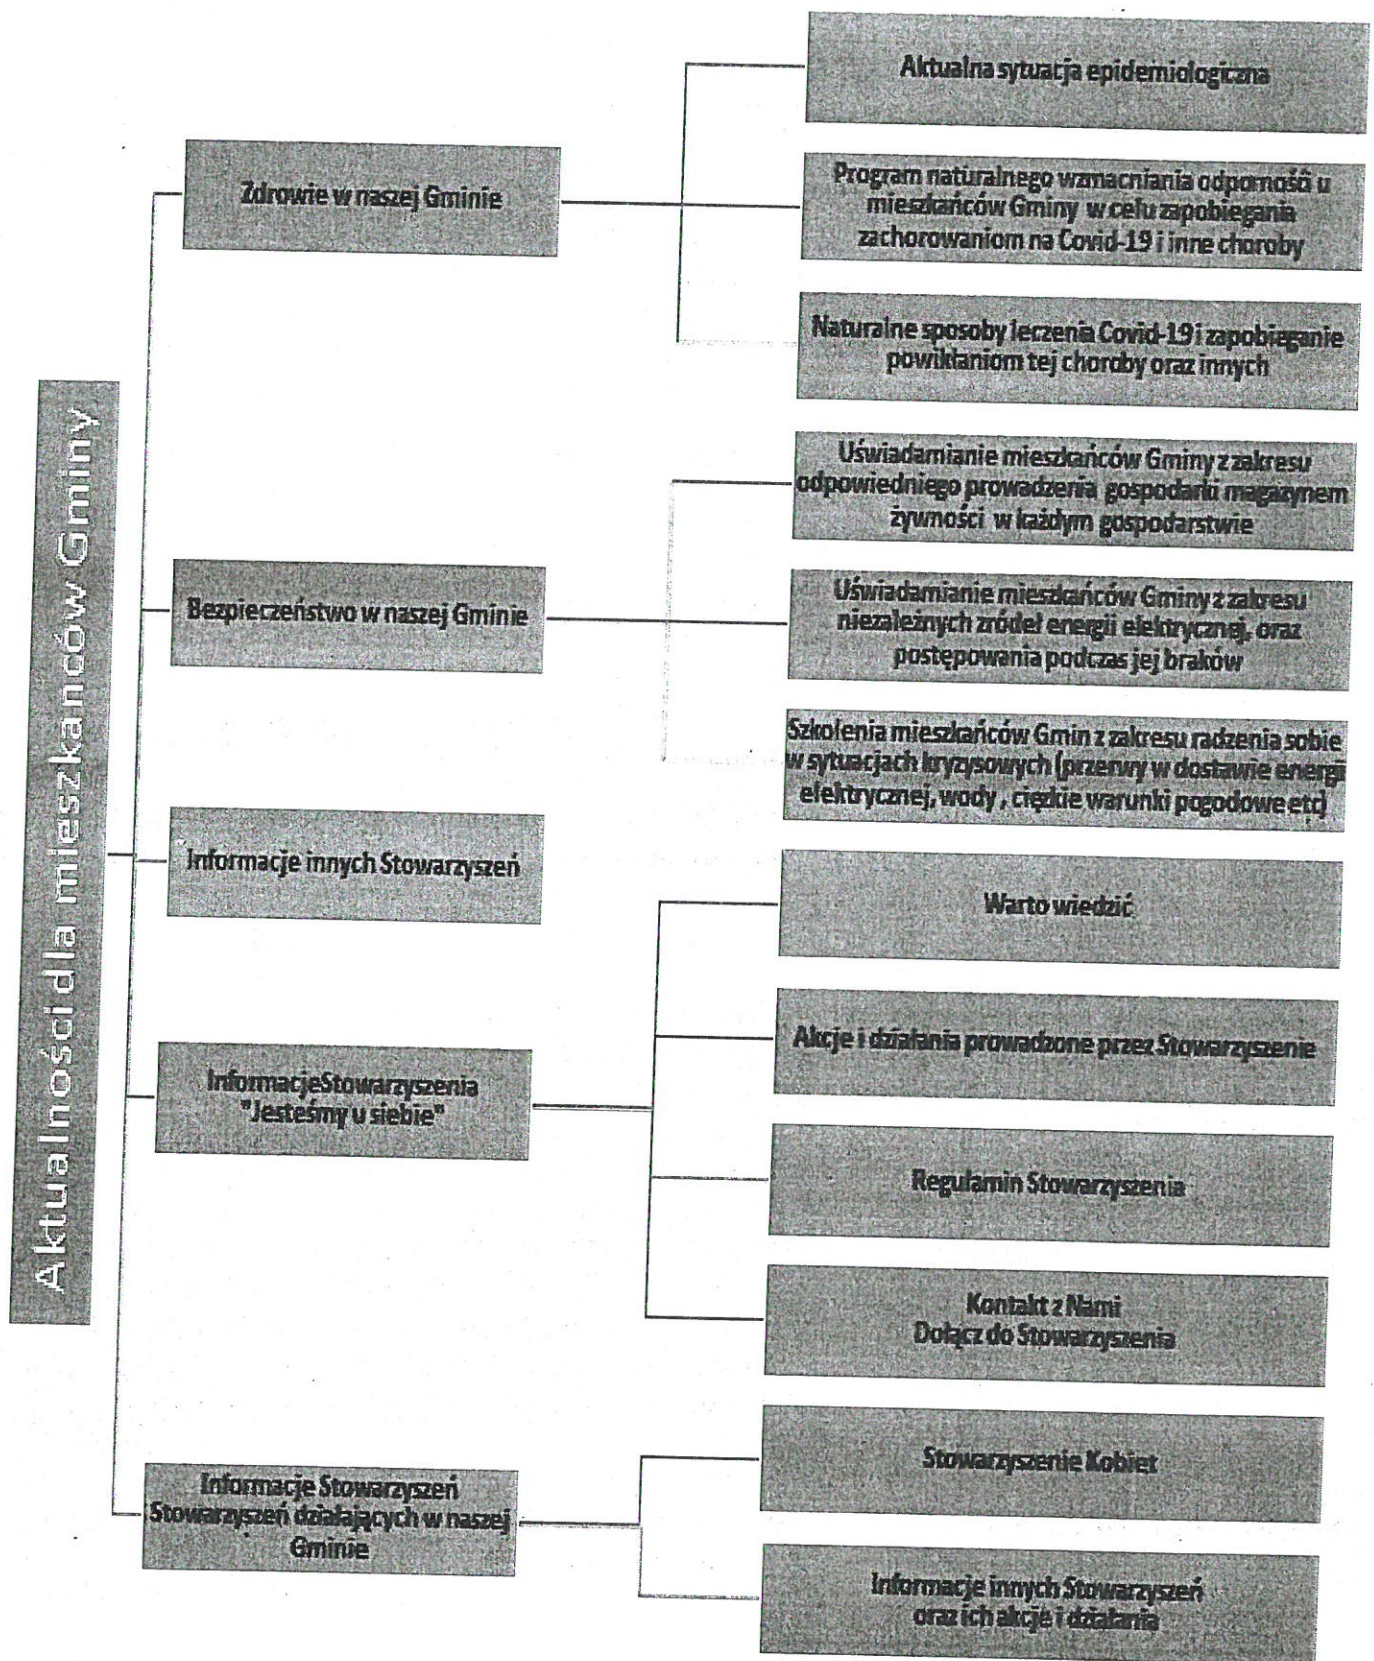 Aktualności dla mieszkańców Gminy
Zdrowie w naszej Gminie
Aktualna sytuacja epidemiologiczna
Program naturalnego wzmacniania odporności u
mieszkańców Gminy w celu zapobiegania
zachorowaniom na Covid-19 i inne choroby
Naturalne sposoby leczenia Covid-19 i zapobieganie
powikłaniom tej choroby oraz innych
Bezpieczeństwo w naszej Gminie
Uświadamianie mieszkańców Gminy z zakresu
odpowiedniego prowadzenia gospodarki magazynem
żywności w każdym gospodarstwie
Uświadamianie mieszkańców Gminy z zakresu
niezależnych zródeł energii elektrycznej, oraz
postępowania podczas jej braków
Szkolenia mieszkańców Gmin z zakresu radzenia sobie
w sytuacjach kryzysowych (przerwy w dostawie energi
elektrycznej, wody , ciężkie warunki pogodowe etc)
Informacje innych Stowarzyszeń
Informacje Stowarzyszenia
"Jesteśmy u siebie"
Warto wiedzić
Akcje i działania prowadzone przez Stowarzyszenie
Regulamin Stowarzyszenia
Kontakt z Nami
Dołącz do Stowarzyszenia
Informacje Stowarzyszeń
Stowarzyszeń działających w naszej
Gminie
Stowarzyszenie Kobiet
Informacje innych Stowarzyszeń
oraz ich akcje i działania